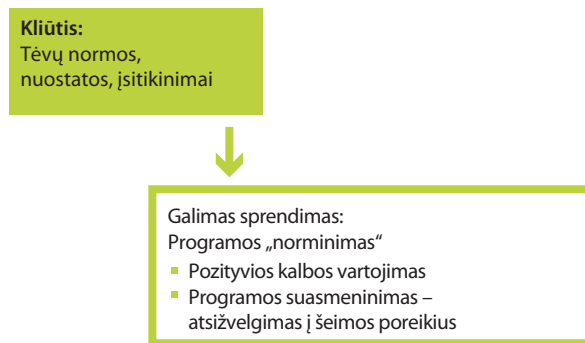 Kliūtis:
Tėvų normos,
nuostatos, įsitikinimai
Galimas sprendimas:
Programos „norminimas“
Pozityvios kalbos vartojimas
Programos suasmeninimas –
atsižvelgimas į šeimos poreikius